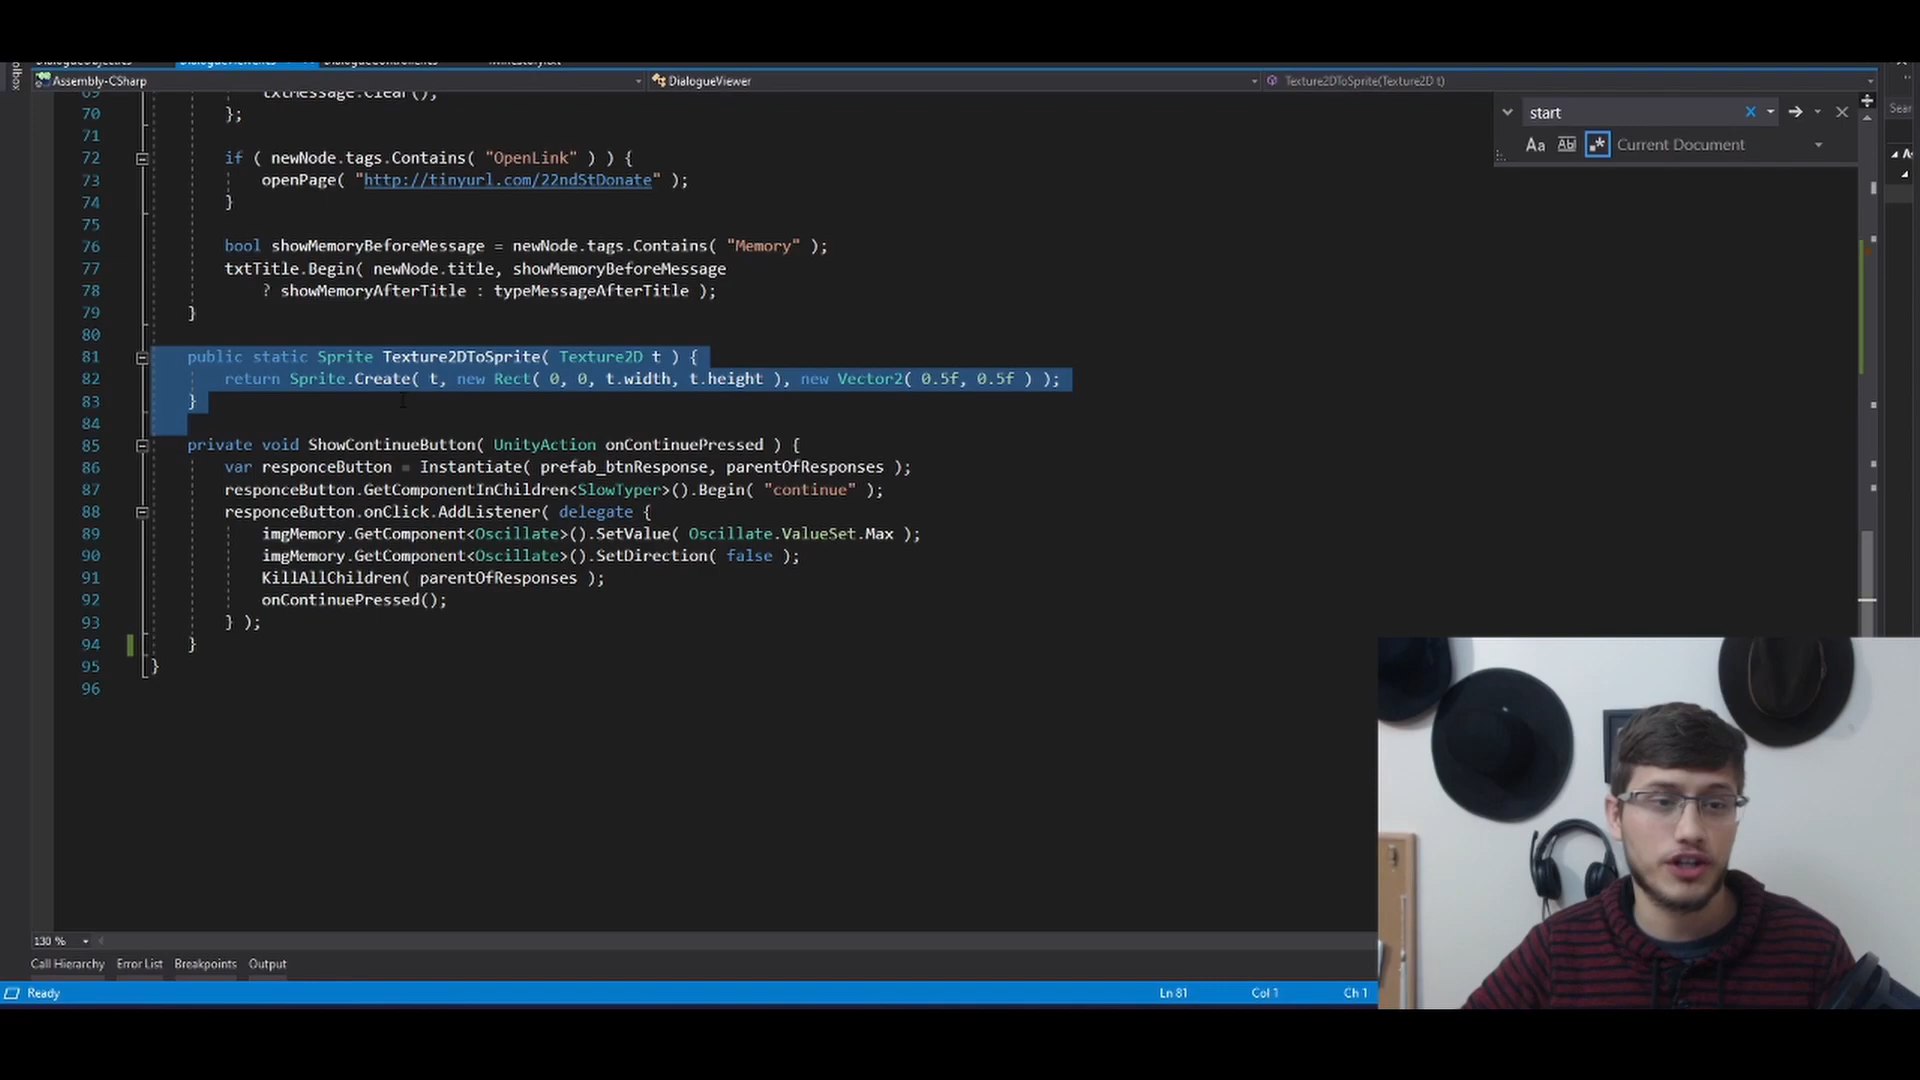 Assembly-CSharp DialogueViewer Texture2DToSprite(Texture2D t)
69 txtMessage.Clear();
70 };
71
72 if ( newNode.tags.Contains( "OpenLink" ) ) {
73 openPage( "http://tinyurl.com/22ndStDonate" );
74 }
75
76 bool showMemoryBeforeMessage = newNode.tags.Contains( "Memory" );
77 txtTitle.Begin( newNode.title, showMemoryBeforeMessage
78 ? showMemoryAfterTitle : typeMessageAfterTitle );
79 }
80
81 public static Sprite Texture2DToSprite( Texture2D t ) {
82 return Sprite.Create( t, new Rect( 0, 0, t.width, t.height ), new Vector2( 0.5f, 0.5f ) );
83 }
84
85 private void ShowContinueButton( UnityAction onContinuePressed ) {
86 var responceButton = Instantiate( prefab_btnResponse, parentOfResponses );
87 responceButton.GetComponentInChildren<SlowTyper>().Begin( "continue" );
88 responceButton.onClick.AddListener( delegate {
89 imgMemory.GetComponent<Oscillate>().SetValue( Oscillate.ValueSet.Max );
90 imgMemory.GetComponent<Oscillate>().SetDirection( false );
91 KillAllChildren( parentOfResponses );
92 onContinuePressed();
93 } );
94 }
95 }
96
start
Aa Abl .* Current Document
130 %
Call Hierarchy Error List Breakpoints Output
Ready Ln 81 Col 1 Ch 1